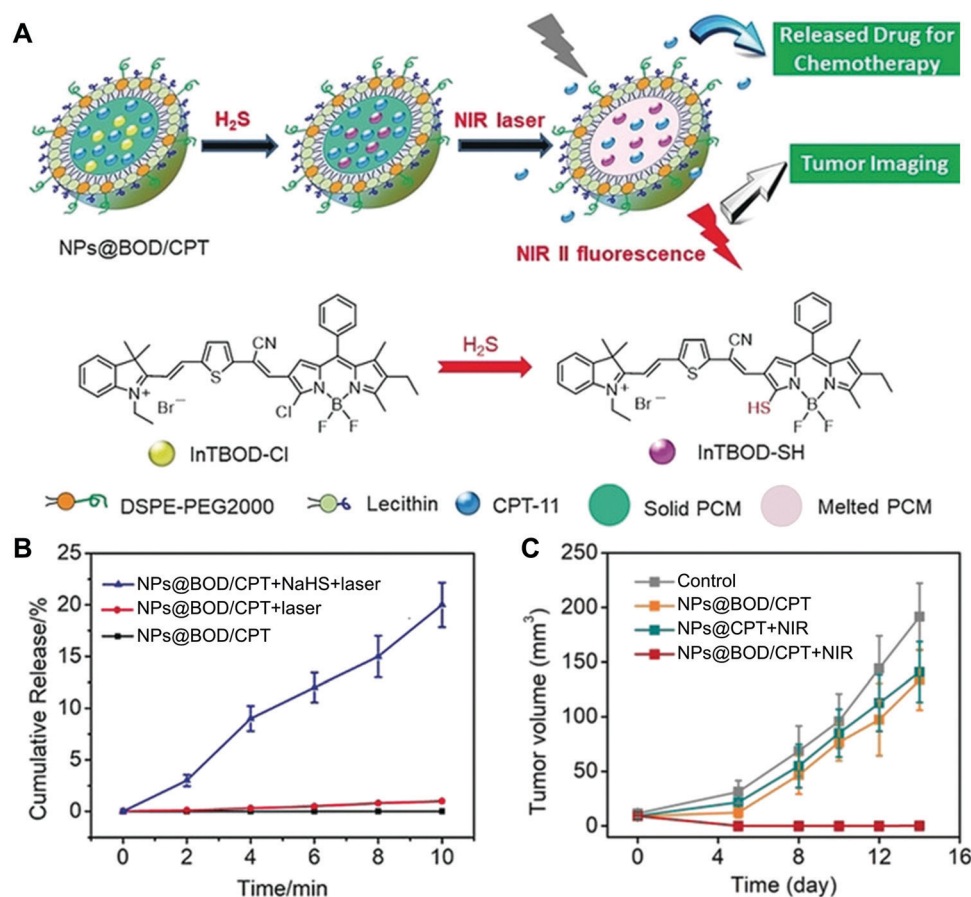 A
H₂S
NIR laser
Released Drug for
Chemotherapy
Tumor Imaging
NPs@BOD/CPT
NIR II fluorescence
CN
S
N+
Br−
Cl
N
N
B
F
F
H₂S
CN
S
N+
Br−
HS
N
N
B
F
F
InTBOD-Cl
InTBOD-SH
DSPE-PEG2000
Lecithin
CPT-11
Solid PCM
Melted PCM
B
Cumulative Release/%
25
20
15
10
5
0
NPs@BOD/CPT+NaHS+laser
NPs@BOD/CPT+laser
NPs@BOD/CPT
0 2 4 6 8 10
Time/min
C
Tumor volume (mm³)
250
200
150
100
50
0
Control
NPs@BOD/CPT
NPs@CPT+NIR
NPs@BOD/CPT+NIR
0 4 8 12 16
Time (day)